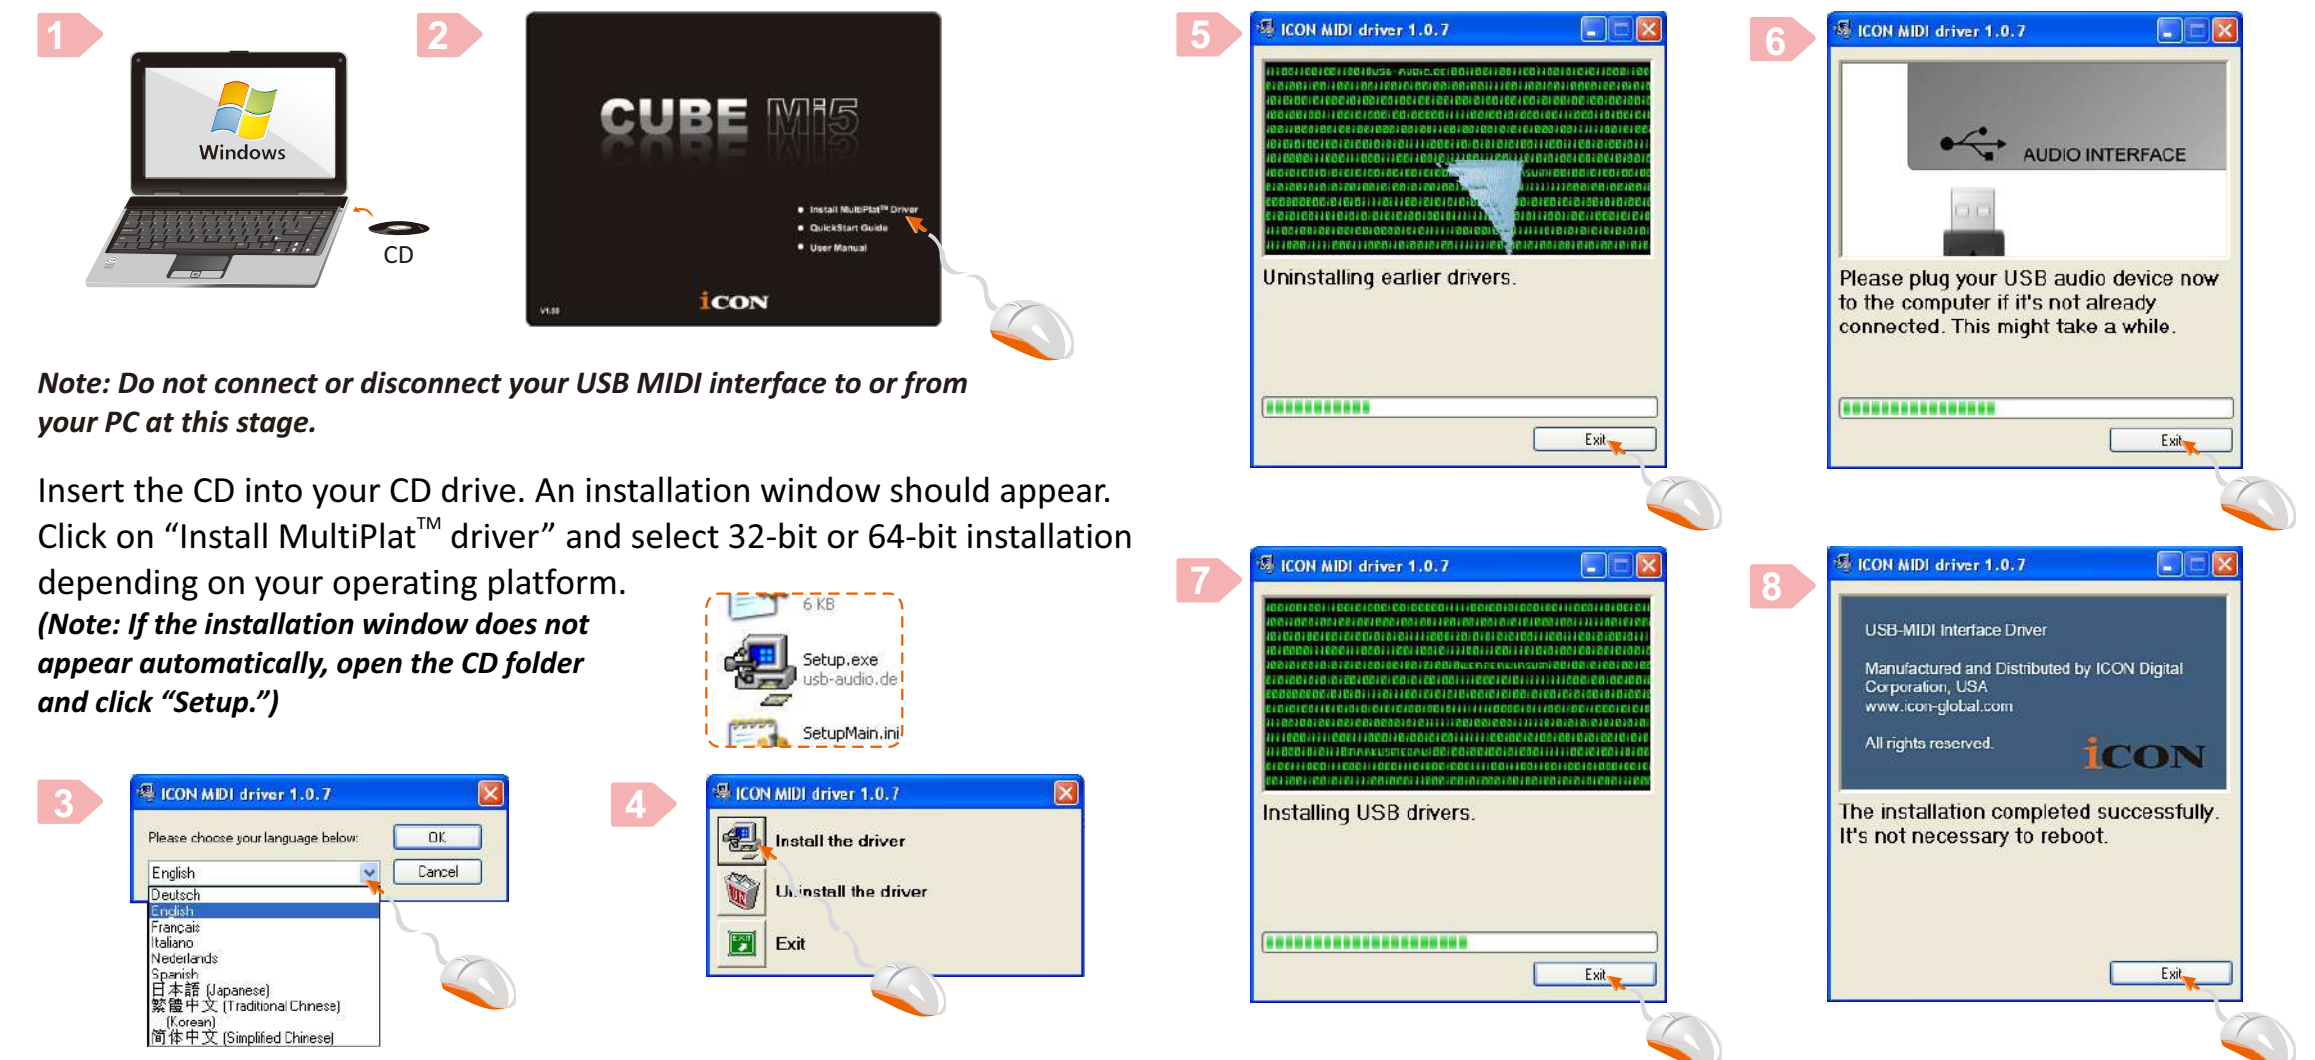 1
Windows
CD
2
CUBE Mi5
Install MultiPlat™ Driver
QuickStart Guide
User Manual
V1.00
iCON
Note: Do not connect or disconnect your USB MIDI interface to or from
your PC at this stage.
Insert the CD into your CD drive. An installation window should appear.
Click on “Install MultiPlat™ driver” and select 32-bit or 64-bit installation
depending on your operating platform.
(Note: If the installation window does not
appear automatically, open the CD folder
and click “Setup.”)
6 KB
Setup.exe
usb-audio.de
SetupMain.ini
3
ICON MIDI driver 1.0.7
Please choose your language below:
OK
English
Cancel
Deutsch
English
Français
Italiano
Nederlands
Spanish
日本語 (Japanese)
繁體中文 (Traditional Chinese)
(Korean)
简体中文 (Simplified Chinese)
4
ICON MIDI driver 1.0.7
Install the driver
Uninstall the driver
Exit
5
ICON MIDI driver 1.0.7
Uninstalling earlier drivers.
Exit
6
ICON MIDI driver 1.0.7
AUDIO INTERFACE
Please plug your USB audio device now
to the computer if it's not already
connected. This might take a while.
Exit
7
ICON MIDI driver 1.0.7
Installing USB drivers.
Exit
8
ICON MIDI driver 1.0.7
USB-MIDI Interface Driver
Manufactured and Distributed by ICON Digital
Corporation, USA
www.icon-global.com
All rights reserved.
iCON
The installation completed successfully.
It's not necessary to reboot.
Exit